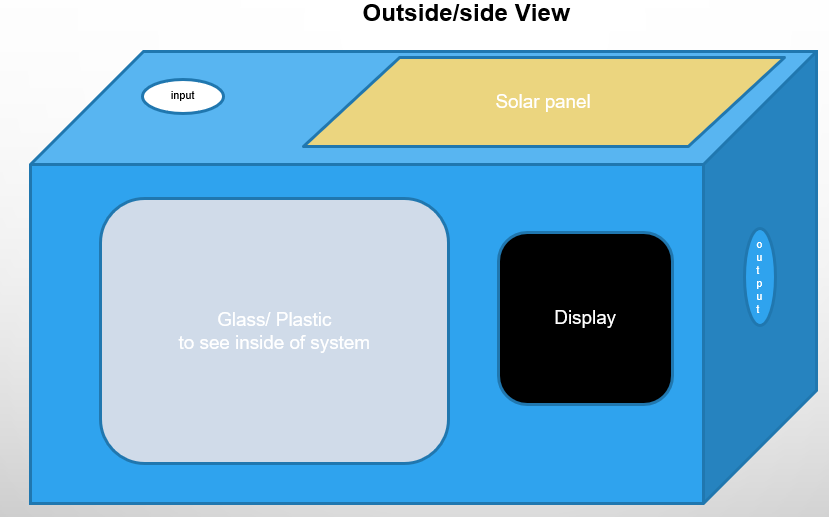 Outside/side View
input
Solar panel
Glass/ Plastic
to see inside of system
Display
output